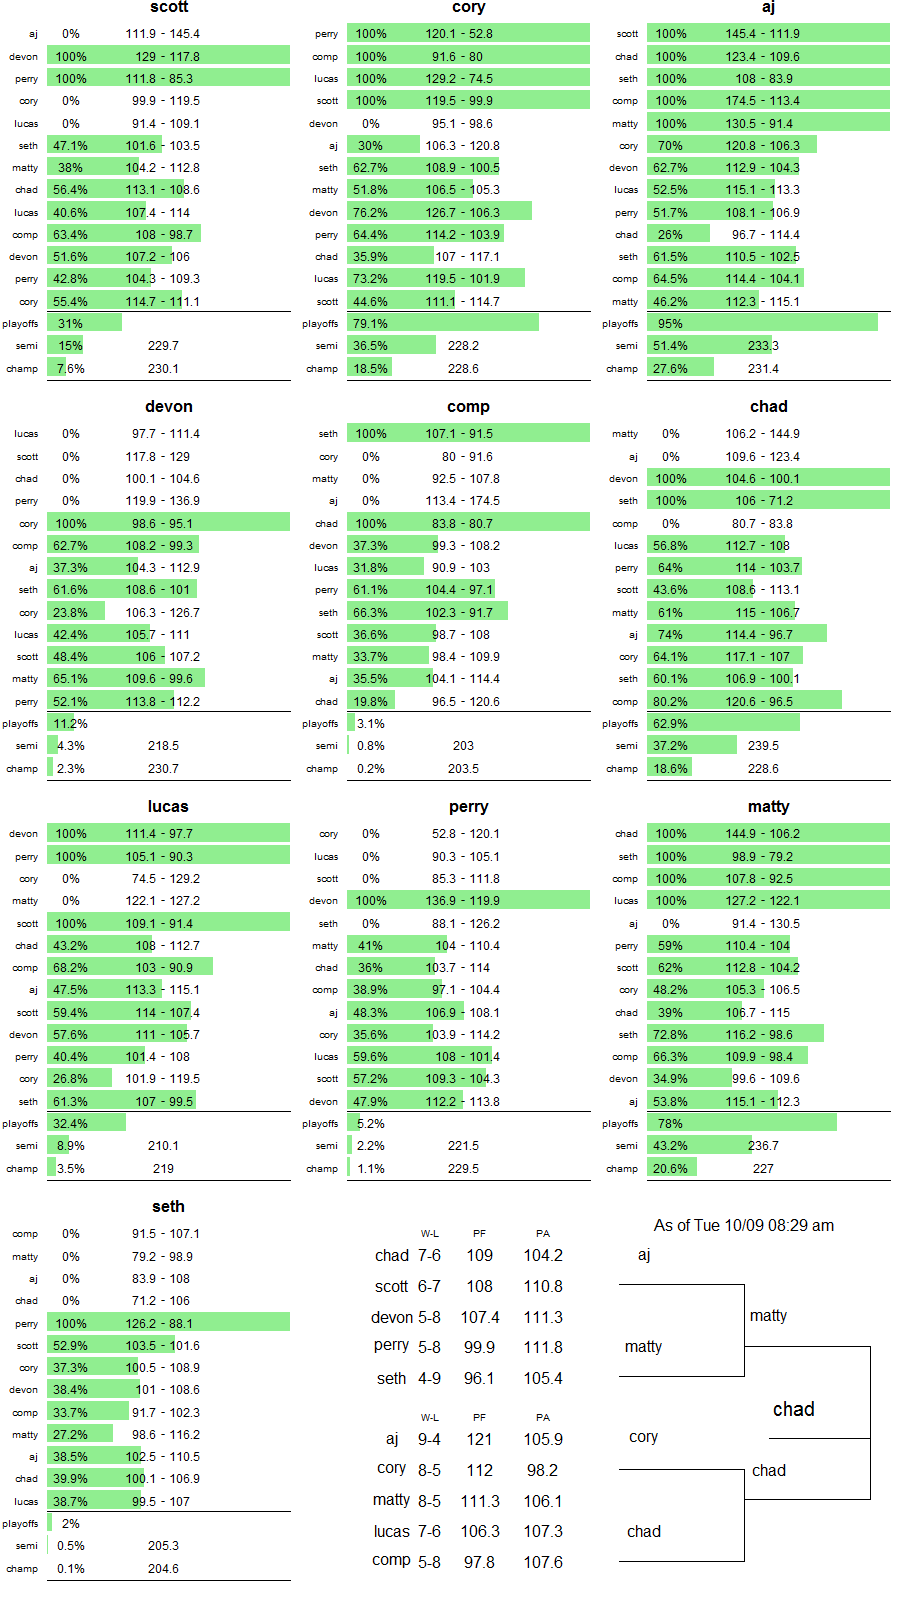 scott
aj 0% 111.9 - 145.4
devon 100% 129 - 117.8
perry 100% 111.8 - 85.3
cory 0% 99.9 - 119.5
lucas 0% 91.4 - 109.1
seth 47.1% 101.6 - 103.5
matty 38% 104.2 - 112.8
chad 56.4% 113.1 - 108.6
lucas 40.6% 107.4 - 114
comp 63.4% 108 - 98.7
devon 51.6% 107.2 - 106
perry 42.8% 104.3 - 109.3
cory 55.4% 114.7 - 111.1
playoffs 31%
semi 15% 229.7
champ 7.6% 230.1
cory
perry 100% 120.1 - 52.8
comp 100% 91.6 - 80
lucas 100% 129.2 - 74.5
scott 100% 119.5 - 99.9
devon 0% 95.1 - 98.6
aj 30% 106.3 - 120.8
seth 62.7% 108.9 - 100.5
matty 51.8% 106.5 - 105.3
devon 76.2% 126.7 - 106.3
perry 64.4% 114.2 - 103.9
chad 35.9% 107 - 117.1
lucas 73.2% 119.5 - 101.9
scott 44.6% 111.1 - 114.7
playoffs 79.1%
semi 36.5% 228.2
champ 18.5% 228.6
aj
scott 100% 145.4 - 111.9
chad 100% 123.4 - 109.6
seth 100% 108 - 83.9
comp 100% 174.5 - 113.4
matty 100% 130.5 - 91.4
cory 70% 120.8 - 106.3
devon 62.7% 112.9 - 104.3
lucas 52.5% 115.1 - 113.3
perry 51.7% 108.1 - 106.9
chad 26% 96.7 - 114.4
seth 61.5% 110.5 - 102.5
comp 64.5% 114.4 - 104.1
matty 46.2% 112.3 - 115.1
playoffs 95%
semi 51.4% 233.3
champ 27.6% 231.4
devon
lucas 0% 97.7 - 111.4
scott 0% 117.8 - 129
chad 0% 100.1 - 104.6
perry 0% 119.9 - 136.9
cory 100% 98.6 - 95.1
comp 62.7% 108.2 - 99.3
aj 37.3% 104.3 - 112.9
seth 61.6% 108.6 - 101
cory 23.8% 106.3 - 126.7
lucas 42.4% 105.7 - 111
scott 48.4% 106 - 107.2
matty 65.1% 109.6 - 99.6
perry 52.1% 113.8 - 112.2
playoffs 11.2%
semi 4.3% 218.5
champ 2.3% 230.7
comp
seth 100% 107.1 - 91.5
cory 0% 80 - 91.6
matty 0% 92.5 - 107.8
aj 0% 113.4 - 174.5
chad 100% 83.8 - 80.7
devon 37.3% 99.3 - 108.2
lucas 31.8% 90.9 - 103
perry 61.1% 104.4 - 97.1
seth 66.3% 102.3 - 91.7
scott 36.6% 98.7 - 108
matty 33.7% 98.4 - 109.9
aj 35.5% 104.1 - 114.4
chad 19.8% 96.5 - 120.6
playoffs 3.1%
semi 0.8% 203
champ 0.2% 203.5
chad
matty 0% 106.2 - 144.9
aj 0% 109.6 - 123.4
devon 100% 104.6 - 100.1
seth 100% 106 - 71.2
comp 0% 80.7 - 83.8
lucas 56.8% 112.7 - 108
perry 64% 114 - 103.7
scott 43.6% 108.6 - 113.1
matty 61% 115 - 106.7
aj 74% 114.4 - 96.7
cory 64.1% 117.1 - 107
seth 60.1% 106.9 - 100.1
comp 80.2% 120.6 - 96.5
playoffs 62.9%
semi 37.2% 239.5
champ 18.6% 228.6
lucas
devon 100% 111.4 - 97.7
perry 100% 105.1 - 90.3
cory 0% 74.5 - 129.2
matty 0% 122.1 - 127.2
scott 100% 109.1 - 91.4
chad 43.2% 108 - 112.7
comp 68.2% 103 - 90.9
aj 47.5% 113.3 - 115.1
scott 59.4% 114 - 107.4
devon 57.6% 111 - 105.7
perry 40.4% 101.4 - 108
cory 26.8% 101.9 - 119.5
seth 61.3% 107 - 99.5
playoffs 32.4%
semi 8.9% 210.1
champ 3.5% 219
perry
cory 0% 52.8 - 120.1
lucas 0% 90.3 - 105.1
scott 0% 85.3 - 111.8
devon 100% 136.9 - 119.9
seth 0% 88.1 - 126.2
matty 41% 104 - 110.4
chad 36% 103.7 - 114
comp 38.9% 97.1 - 104.4
aj 48.3% 106.9 - 108.1
cory 35.6% 103.9 - 114.2
lucas 59.6% 108 - 101.4
scott 57.2% 109.3 - 104.3
devon 47.9% 112.2 - 113.8
playoffs 5.2%
semi 2.2% 221.5
champ 1.1% 229.5
matty
chad 100% 144.9 - 106.2
seth 100% 98.9 - 79.2
comp 100% 107.8 - 92.5
lucas 100% 127.2 - 122.1
aj 0% 91.4 - 130.5
perry 59% 110.4 - 104
scott 62% 112.8 - 104.2
cory 48.2% 105.3 - 106.5
chad 39% 106.7 - 115
seth 72.8% 116.2 - 98.6
comp 66.3% 109.9 - 98.4
devon 34.9% 99.6 - 109.6
aj 53.8% 115.1 - 112.3
playoffs 78%
semi 43.2% 236.7
champ 20.6% 227
seth
comp 0% 91.5 - 107.1
matty 0% 79.2 - 98.9
aj 0% 83.9 - 108
chad 0% 71.2 - 106
perry 100% 126.2 - 88.1
scott 52.9% 103.5 - 101.6
cory 37.3% 100.5 - 108.9
devon 38.4% 101 - 108.6
comp 33.7% 91.7 - 102.3
matty 27.2% 98.6 - 116.2
aj 38.5% 102.5 - 110.5
chad 39.9% 100.1 - 106.9
lucas 38.7% 99.5 - 107
playoffs 2%
semi 0.5% 205.3
champ 0.1% 204.6
W-L PF PA
chad 7-6 109 104.2
scott 6-7 108 110.8
devon 5-8 107.4 111.3
perry 5-8 99.9 111.8
seth 4-9 96.1 105.4
W-L PF PA
aj 9-4 121 105.9
cory 8-5 112 98.2
matty 8-5 111.3 106.1
lucas 7-6 106.3 107.3
comp 5-8 97.8 107.6
As of Tue 10/09 08:29 am
aj
matty
matty
chad
cory
chad
chad